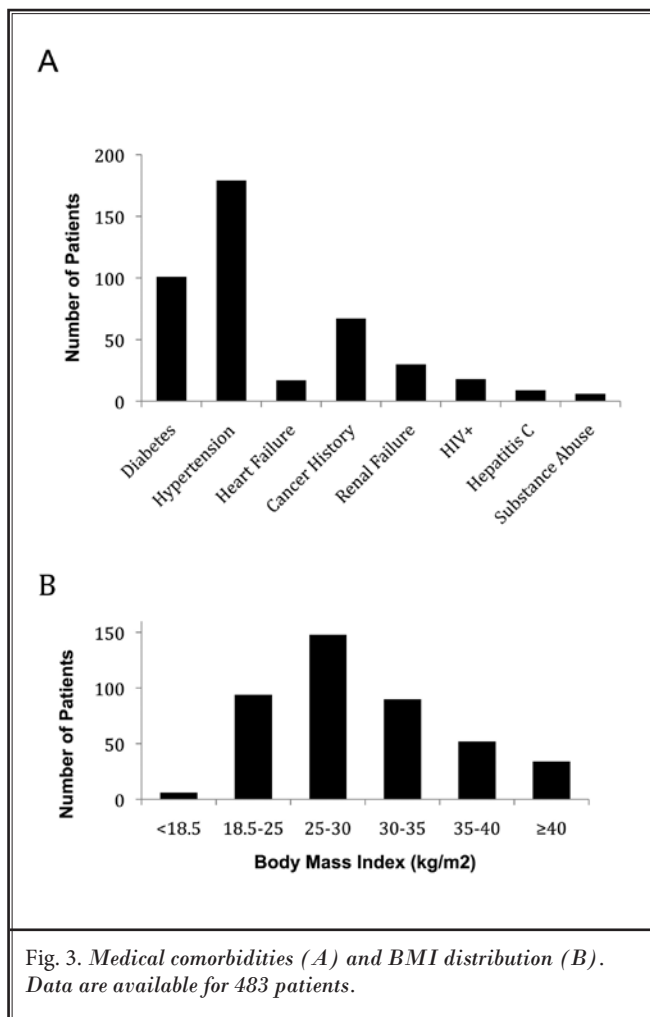 A
Number of Patients
200
150
100
50
0
Diabetes
Hypertension
Heart Failure
Cancer History
Renal Failure
HIV+
Hepatitis C
Substance Abuse
B
Number of Patients
150
100
50
0
<18.5 18.5-25 25-30 30-35 35-40 ≥40
Body Mass Index (kg/m2)
Fig. 3. Medical comorbidities (A) and BMI distribution (B).
Data are available for 483 patients.